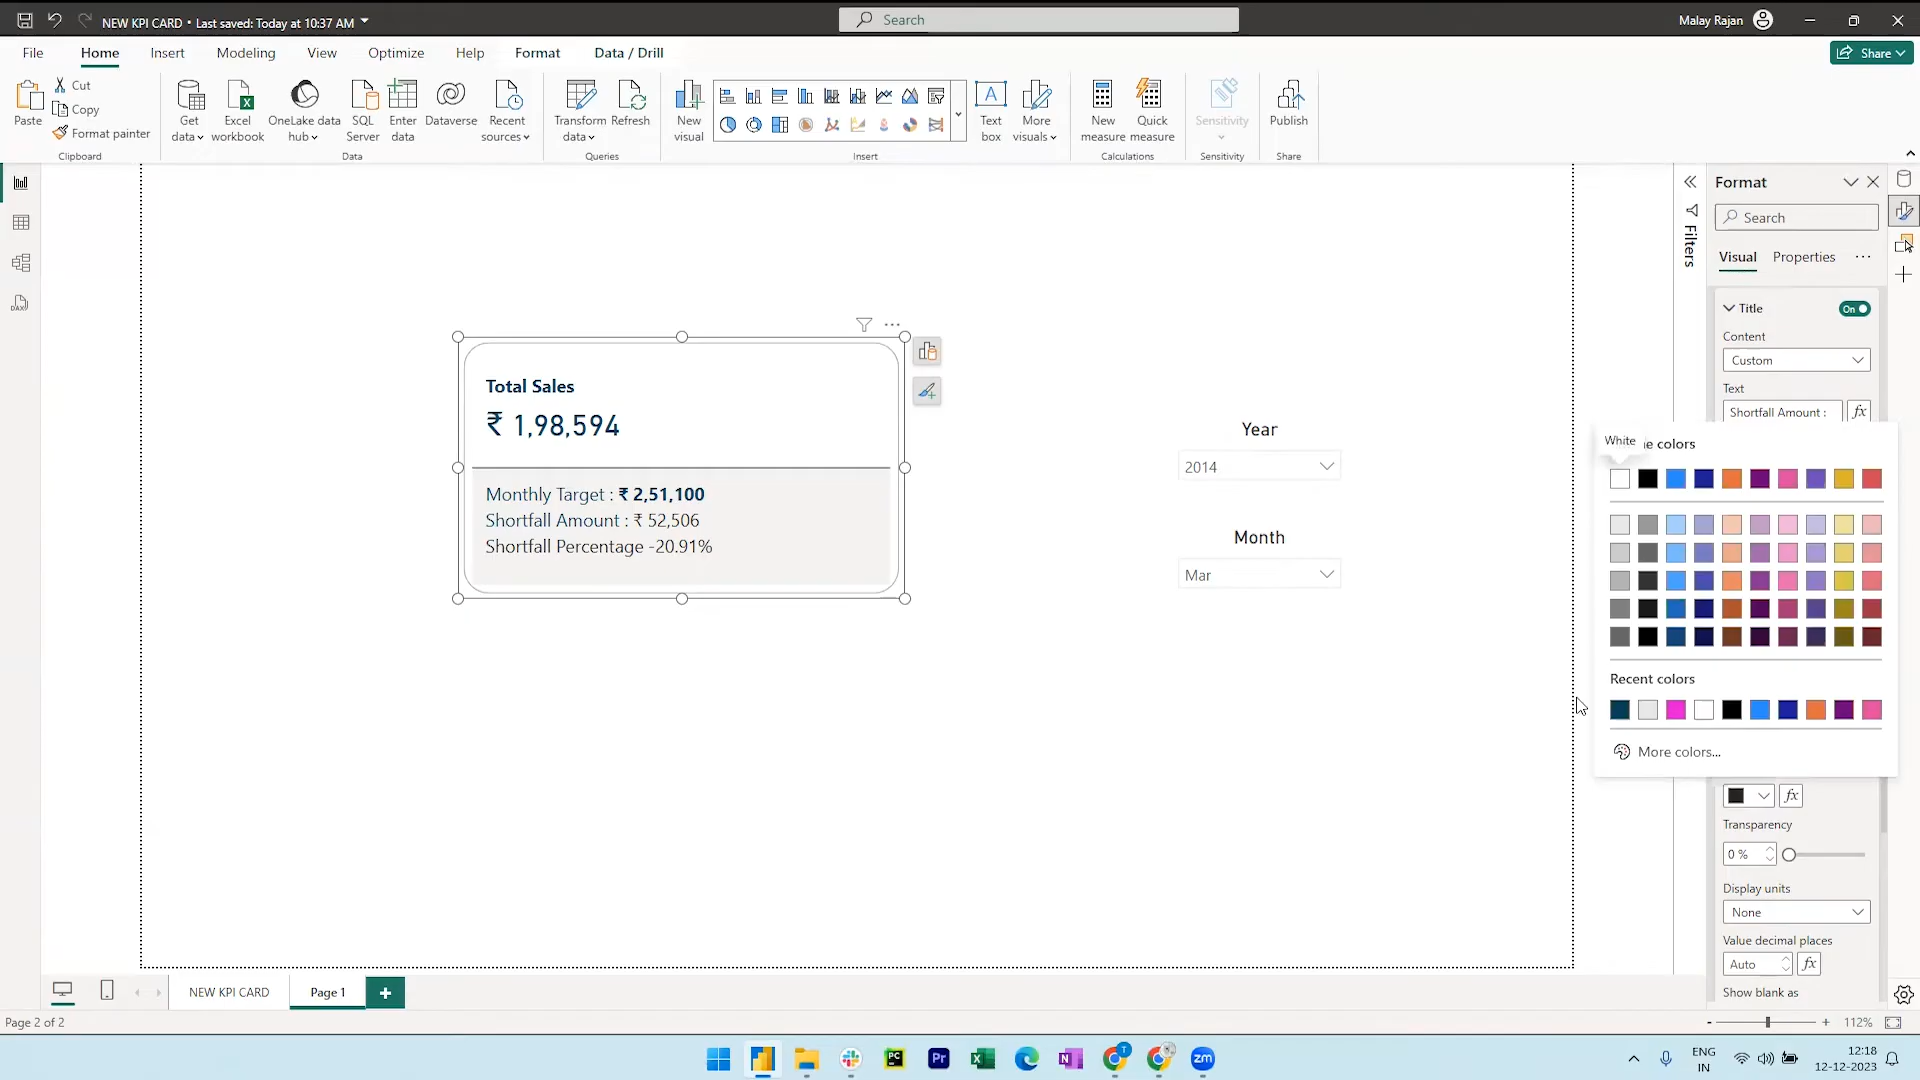 NEW KPI CARD • Last saved: Today at 10:37 AM
Search
Malay Rajan
File Home Insert Modeling View Optimize Help Format Data / Drill
Share
Paste
Cut
Copy
Format painter
Clipboard
Get data
Excel workbook
OneLake data hub
SQL Server
Enter data
Dataverse
Recent sources
Data
Transform data
Refresh
Queries
New visual
Text box
More visuals
Insert
New measure
Quick measure
Calculations
Sensitivity
Sensitivity
Publish
Share
DAX
Filters
Format
Search
Visual Properties
Title
On
Content
Custom
Text
Shortfall Amount :
fx
White
e colors
Recent colors
More colors...
fx
Transparency
0 %
Display units
None
Value decimal places
Auto
fx
Show blank as
Total Sales
₹ 1,98,594
Monthly Target : ₹ 2,51,100
Shortfall Amount : ₹ 52,506
Shortfall Percentage -20.91%
Year
2014
Month
Mar
NEW KPI CARD
Page 1
Page 2 of 2
- + 112%
PC
Pr
X
N
T
zm
ENG
IN
12:18
12-12-2023